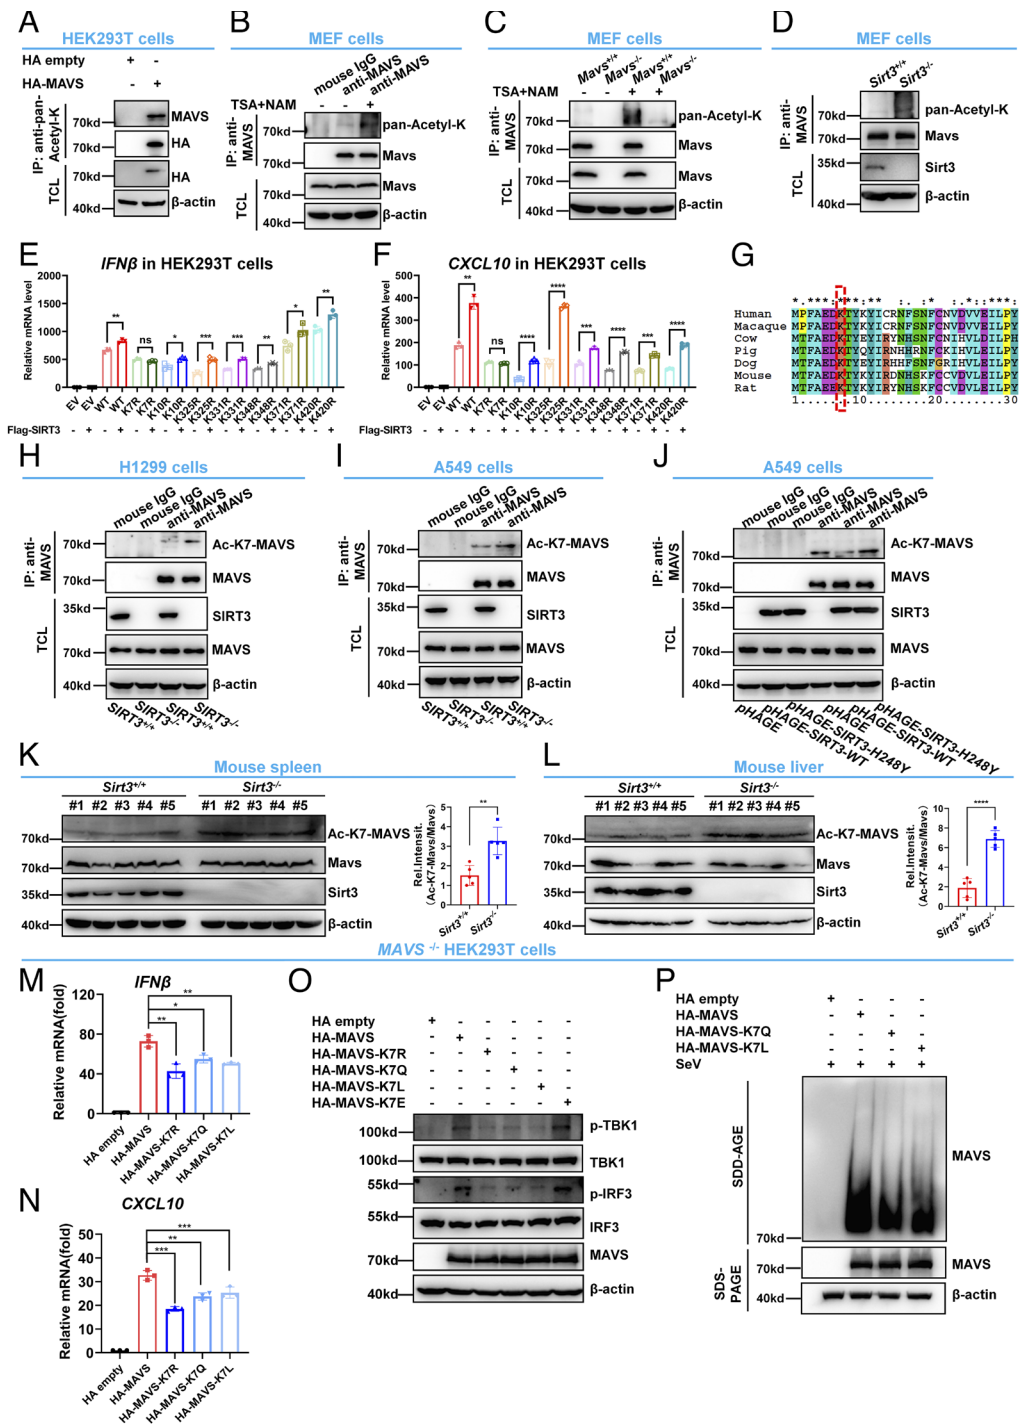 A
HEK293T cells
HA empty + -
HA-MAVS - +
IP: anti-pan-Acetyl-K
70kd
MAVS
HA
TCL
70kd
HA
40kd
β-actin
B
MEF cells
mouse IgG
anti-MAVS
anti-MAVS
TSA+NAM - - +
IP: anti-MAVS
70kd
pan-Acetyl-K
70kd
Mavs
TCL
70kd
Mavs
40kd
β-actin
C
MEF cells
Mavs+/+
Mavs-/-
Mavs+/+
Mavs-/-
TSA+NAM - - + +
IP: anti-MAVS
pan-Acetyl-K
70kd
Mavs
TCL
70kd
Mavs
40kd
β-actin
D
MEF cells
Sirt3+/+
Sirt3-/-
IP: anti-MAVS
70kd
pan-Acetyl-K
70kd
Mavs
TCL
35kd
Sirt3
40kd
β-actin
E
IFNβ in HEK293T cells
Relative mRNA level
2000
1500
1000
500
0
** ns * *** *** ** * **
EV EV WT WT K7R K7R K10R K10R K325R K325R K331R K331R K348R K348R K371R K371R K420R K420R
Flag-SIRT3 - + - + - + - + - + - + - + - + - +
F
CXCL10 in HEK293T cells
Relative mRNA level
500
400
300
200
100
0
** ns **** **** *** **** *** ****
EV EV WT WT K7R K7R K10R K10R K325R K325R K331R K331R K348R K348R K371R K371R K420R K420R
- + - + - + - + - + - + - + - + - +
G
Human MPFAEDKTYKYICRNFSNFCNVDVVEILPY
Macaque MPFAEDKTYKYICRNFSNFCNVDVVEILPY
Cow
Pig
Dog
Mouse
Rat
1 10 20 30
H
H1299 cells
mouse IgG
mouse IgG
anti-MAVS
anti-MAVS
IP: anti-MAVS
70kd
Ac-K7-MAVS
70kd
MAVS
TCL
35kd
SIRT3
70kd
MAVS
40kd
β-actin
SIRT3+/+
SIRT3-/-
SIRT3+/+
SIRT3-/-
I
A549 cells
mouse IgG
mouse IgG
anti-MAVS
anti-MAVS
IP: anti-MAVS
70kd
Ac-K7-MAVS
70kd
MAVS
TCL
35kd
SIRT3
70kd
MAVS
40kd
β-actin
SIRT3+/+
SIRT3-/-
SIRT3+/+
SIRT3-/-
J
A549 cells
mouse IgG
mouse IgG
mouse IgG
anti-MAVS
anti-MAVS
anti-MAVS
IP: anti-MAVS
70kd
Ac-K7-MAVS
70kd
MAVS
TCL
35kd
SIRT3
70kd
MAVS
40kd
β-actin
pHAGE
pHAGE-SIRT3-WT
pHAGE-SIRT3-H248Y
pHAGE
pHAGE-SIRT3-WT
pHAGE-SIRT3-H248Y
K
Mouse spleen
Sirt3+/+ Sirt3-/-
#1 #2 #3 #4 #5 #1 #2 #3 #4 #5
70kd
Ac-K7-MAVS
70kd
Mavs
35kd
Sirt3
40kd
β-actin
Rel.Intensit.
(Ac-K7-Mavs/Mavs)
5
4
3
2
1
0
**
Sirt3+/+
Sirt3-/-
L
Mouse liver
Sirt3+/+ Sirt3-/-
#1 #2 #3 #4 #5 #1 #2 #3 #4 #5
70kd
Ac-K7-MAVS
70kd
Mavs
35kd
Sirt3
40kd
β-actin
Rel.Intensit.
(Ac-K7-Mavs/Mavs)
10
8
6
4
2
0
****
Sirt3+/+
Sirt3-/-
MAVS -/- HEK293T cells
M
IFNβ
Relative mRNA(fold)
120
80
40
0
**
*
**
HA empty
HA-MAVS
HA-MAVS-K7R
HA-MAVS-K7Q
HA-MAVS-K7L
N
CXCL10
Relative mRNA(fold)
50
40
30
20
10
0
***
**
***
HA empty
HA-MAVS
HA-MAVS-K7R
HA-MAVS-K7Q
HA-MAVS-K7L
O
HA empty + - - - - -
HA-MAVS - + - - - -
HA-MAVS-K7R - - + - - -
HA-MAVS-K7Q - - - + - -
HA-MAVS-K7L - - - - + -
HA-MAVS-K7E - - - - - +
100kd
p-TBK1
100kd
TBK1
55kd
p-IRF3
55kd
IRF3
70kd
MAVS
40kd
β-actin
P
HA empty + - - -
HA-MAVS - + - -
HA-MAVS-K7Q - - + -
HA-MAVS-K7L - - - +
SeV + + + +
SDD-AGE
MAVS
70kd
SDS-PAGE
70kd
MAVS
40kd
β-actin